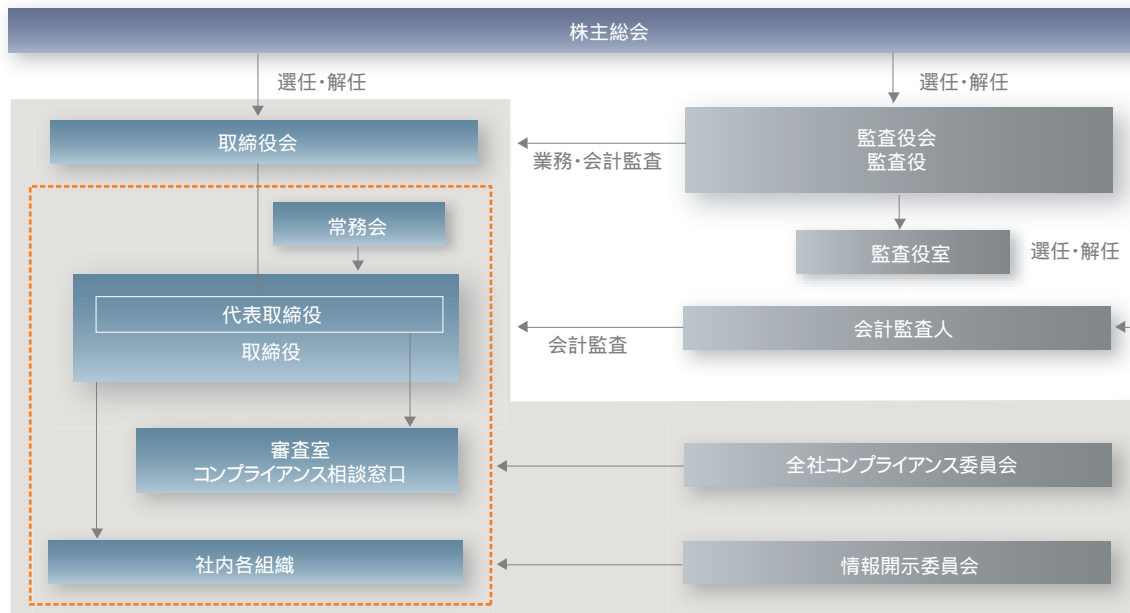 株主総会
選任・解任
選任・解任
取締役会
業務・会計監査
監査役会
監査役
常務会
監査役室
選任・解任
代表取締役
取締役
会計監査
会計監査人
審査室
コンプライアンス相談窓口
全社コンプライアンス委員会
社内各組織
情報開示委員会